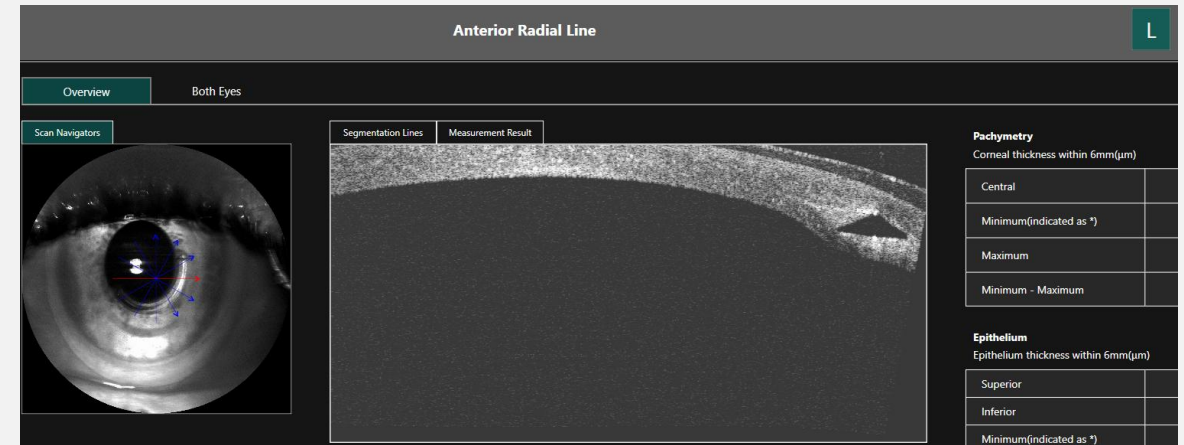 Anterior Radial Line
L
Overview
Both Eyes
Scan Navigators
Segmentation Lines
Measurement Result
Pachymetry
Corneal thickness within 6mm(µm)
Central
Minimum(indicated as *)
Maximum
Minimum - Maximum
Epithelium
Epithelium thickness within 6mm(µm)
Superior
Inferior
Minimum(indicated as *)